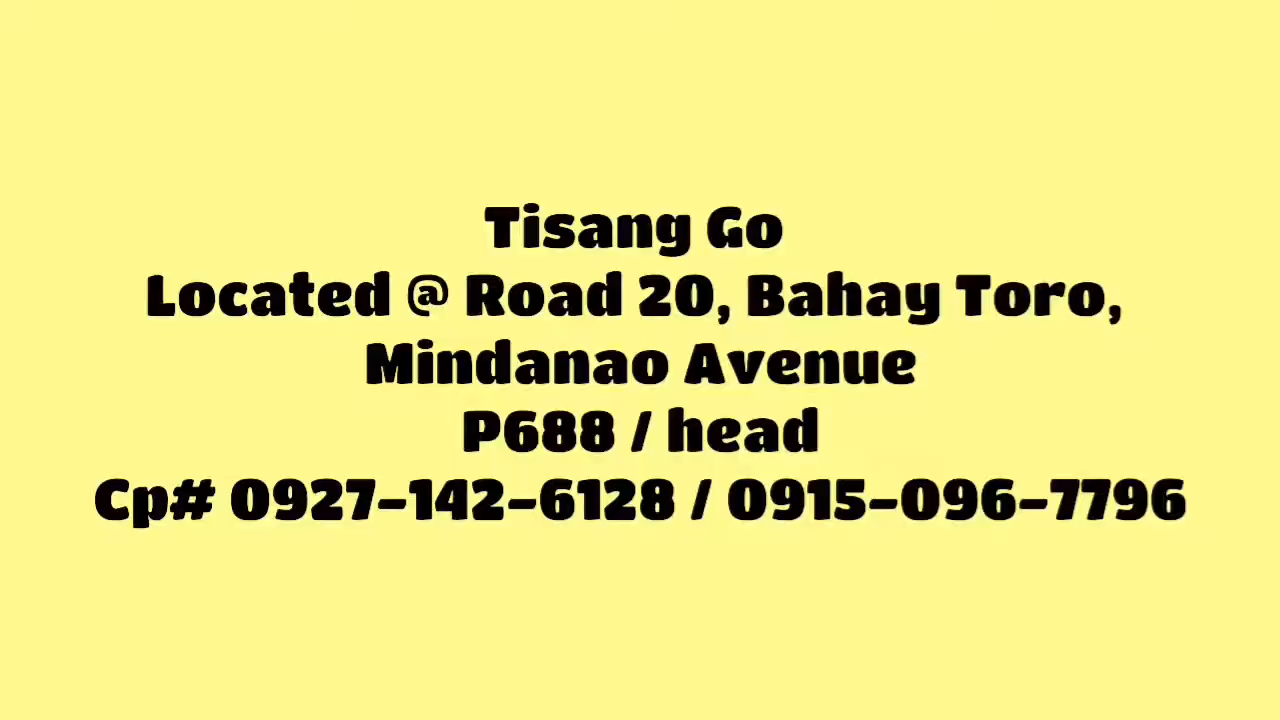 Tisang Go
Located @ Road 20, Bahay Toro,
Mindanao Avenue
P688 / head
Cp# 0927-142-6128 / 0915-096-7796